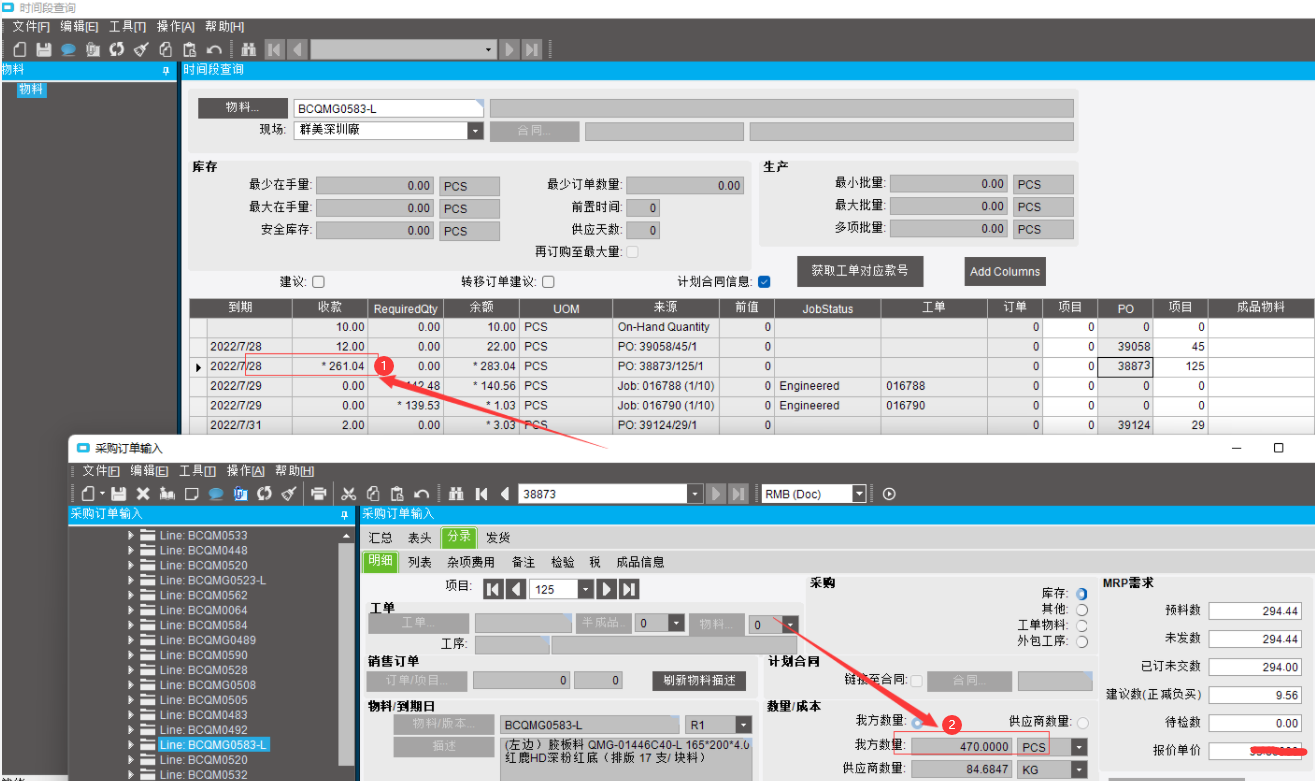 时间段查询
文件[F] 编辑[E] 工具[T] 操作[A] 帮助[H]
物料 时间段查询
物料
物料... BCQMG0583-L
现场: 群美深圳廠 合同...
库存 生产
最少在手量: 0.00 PCS 最少订单数量: 0.00 最小批量: 0.00 PCS
最大在手量: 0.00 PCS 前置时间: 0 最大批量: 0.00 PCS
安全库存: 0.00 PCS 供应天数: 0 多项批量: 0.00 PCS
再订购至最大量:
建议: 转移订单建议: 计划合同信息: 获取工单对应款号 Add Columns
到期 收款 RequiredQty 余额 UOM 来源 前值 JobStatus 工单 订单 项目 PO 项目 成品物料
10.00 0.00 10.00 PCS On-Hand Quantity 0 0 0 0 0
2022/7/28 12.00 0.00 22.00 PCS PO: 39058/45/1 0 0 0 39058 45
2022/7/28 * 261.04 1 0.00 * 283.04 PCS PO: 38873/125/1 0 0 0 38873 125
2022/7/29 0.00 142.48 * 140.56 PCS Job: 016788 (1/10) 0 Engineered 016788 0 0 0 0
2022/7/29 0.00 * 139.53 * 1.03 PCS Job: 016790 (1/10) 0 Engineered 016790 0 0 0 0
2022/7/31 2.00 0.00 * 3.03 PCS PO: 39124/29/1 0 0 0 39124 29
采购订单输入
文件[F] 编辑[E] 工具[T] 操作[A] 帮助[H]
38873 RMB (Doc)
采购订单输入 采购订单输入
Line: BCQM0533
Line: BCQM0448
Line: BCQM0520
Line: BCQMG0523-L
Line: BCQM0562
Line: BCQM0064
Line: BCQM0584
Line: BCQMG0489
Line: BCQM0590
Line: BCQM0528
Line: BCQMG0508
Line: BCQM0505
Line: BCQM0483
Line: BCQM0492
Line: BCQMG0583-L
Line: BCQM0520
Line: BCQM0532
汇总 表头 分录 发货
明细 列表 杂项费用 备注 检验 税 成品信息
项目: 125
工单
工单... 半成品... 0 物料... 0
工序:
销售订单
订单/项目... 0 0 刷新物料描述
物料/到期日
物料/版本... BCQMG0583-L R1
描述 (左边）胶板料 QMG-01446C40-L 165*200*4.0
红鹿HD深粉红底（排版 17 支/ 块料）
采购
库存:
其他:
工单物料:
外包工序:
计划合同
链接至合同: 合同...
数量/成本
我方数量: 2 供应商数量:
我方数量: 470.0000 PCS
供应商数量: 84.6847 KG
MRP需求
预料数 294.44
未发数 294.44
已订未交数 294.00
建议数(正减负买) 9.56
待检数 0.00
报价单价